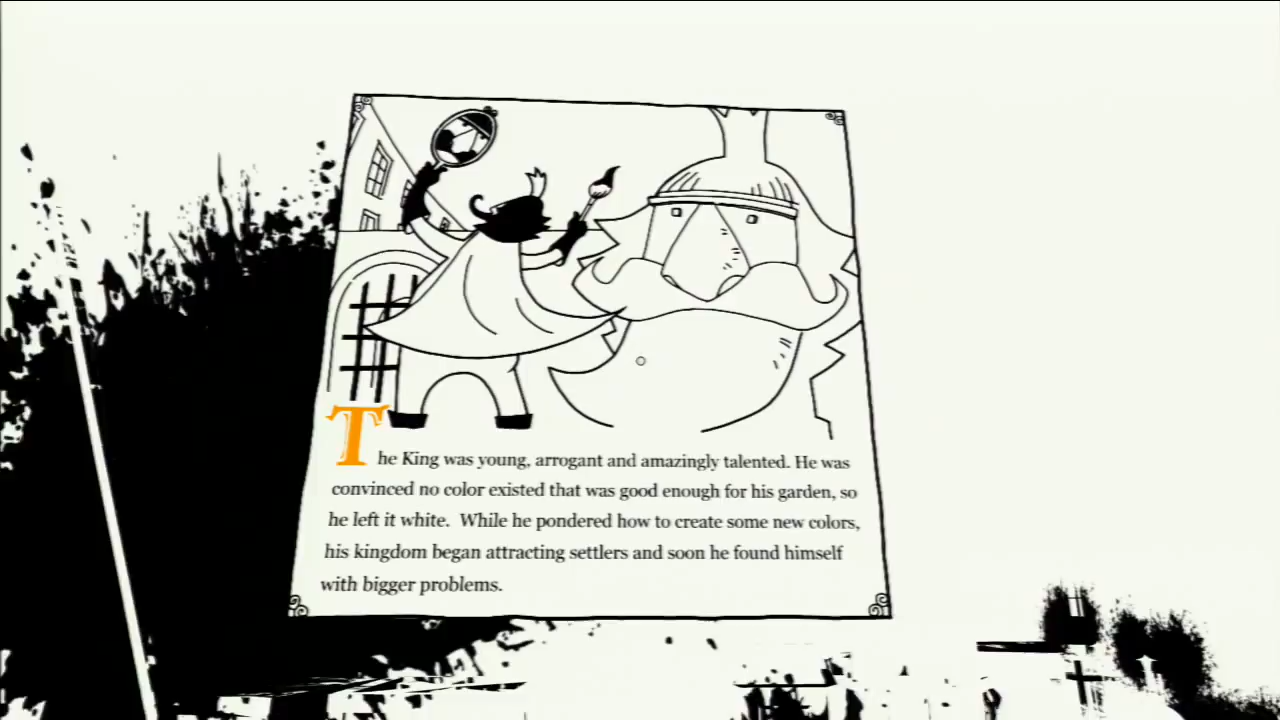 The King was young, arrogant and amazingly talented. He was
convinced no color existed that was good enough for his garden, so
he left it white.  While he pondered how to create some new colors,
his kingdom began attracting settlers and soon he found himself
with bigger problems.